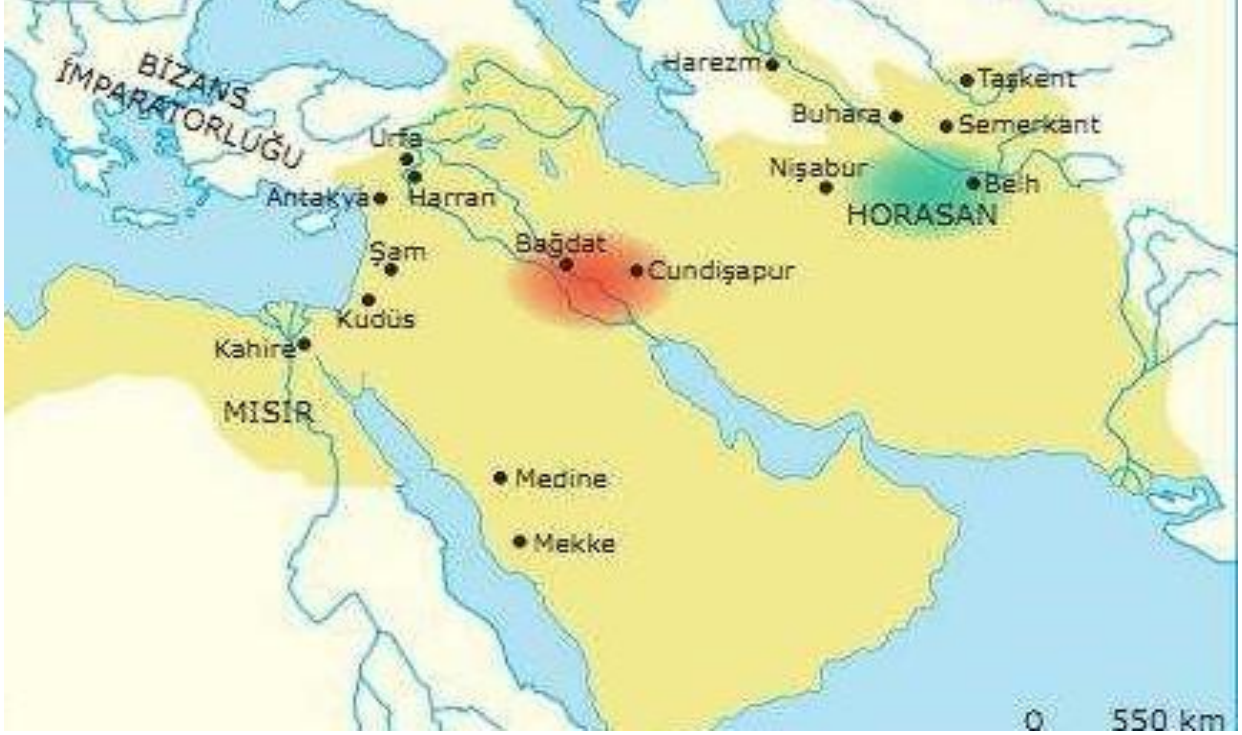 BİZANS
İMPARATORLUĞU
Harezm
Taşkent
Buhara
Semerkant
Urfa
Nişabur
Belh
Antakya
Harran
HORASAN
Bağdat
Şam
Cundişapur
Kudüs
Kahire
MISIR
Medine
Mekke
0 550 km